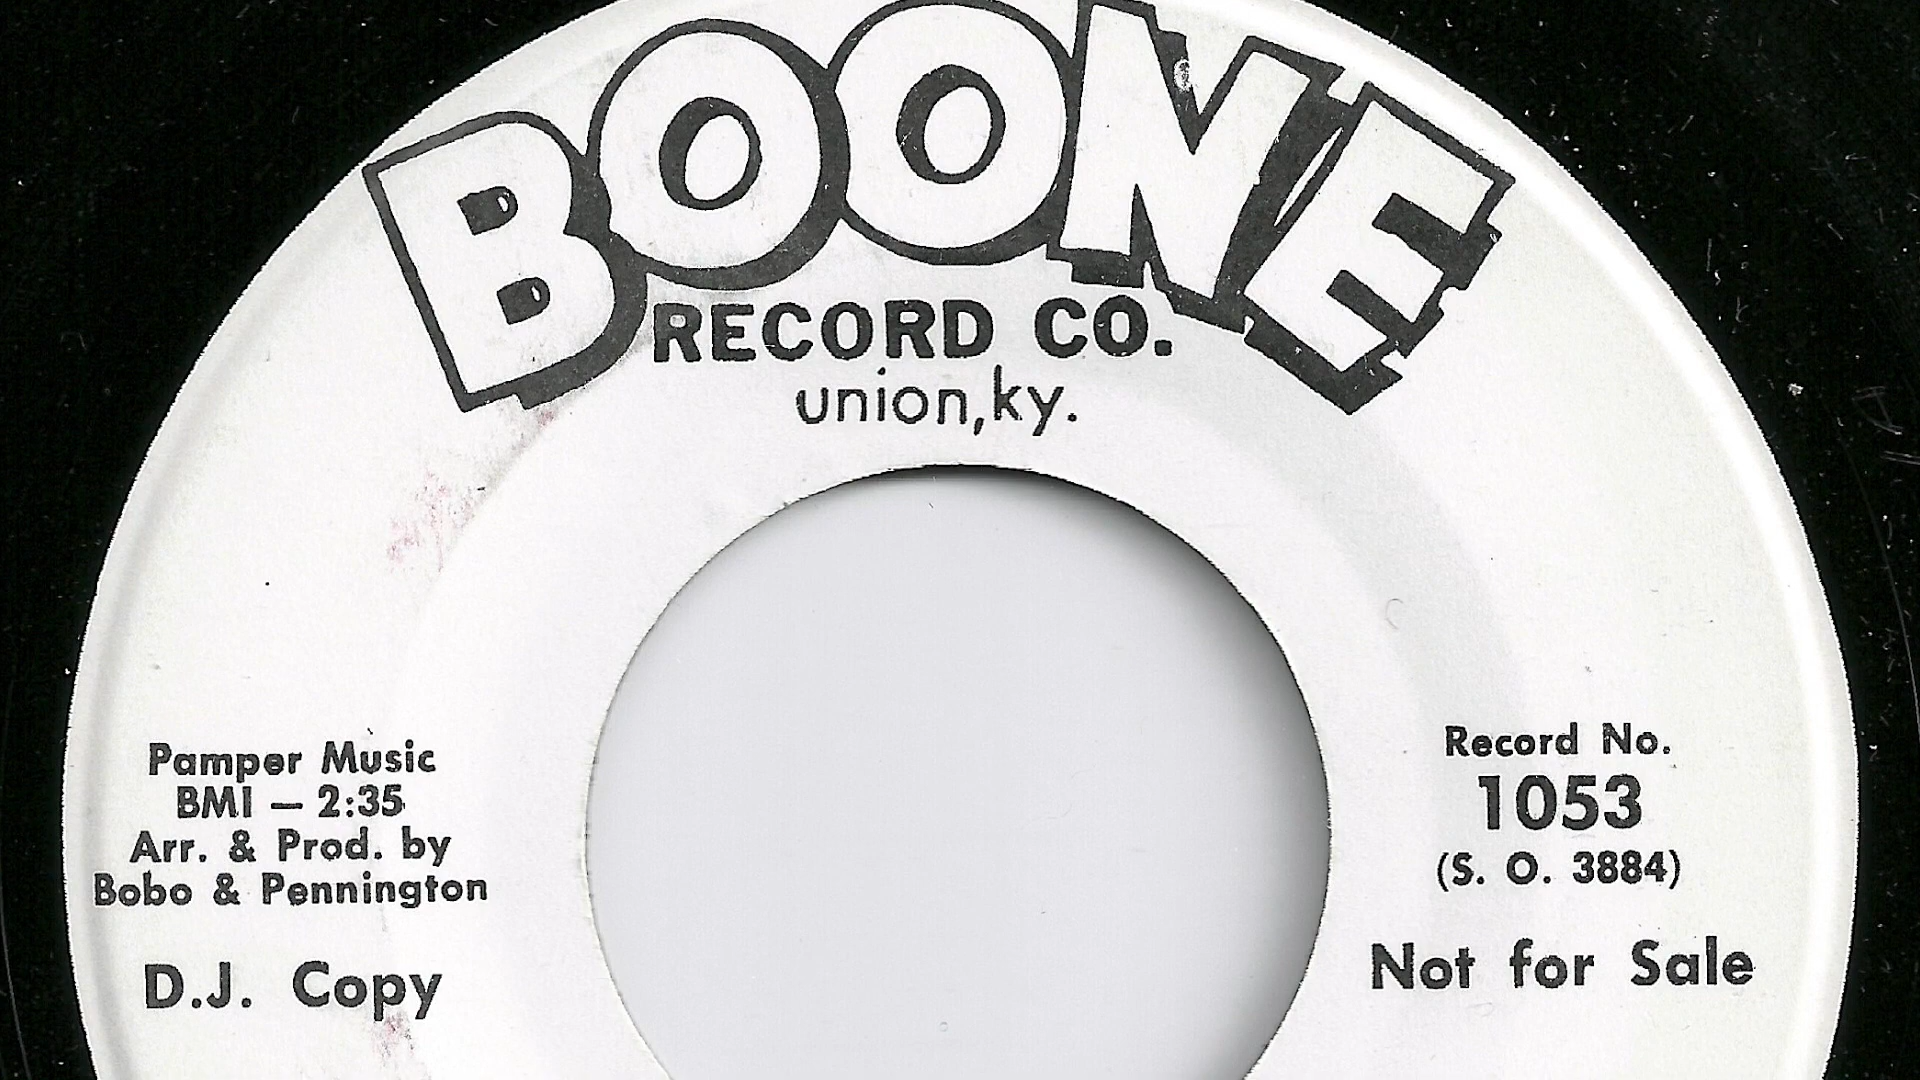 BOONE
RECORD CO.
union, ky.
Pamper Music
BMI — 2:35
Arr. & Prod. by
Bobo & Pennington
D.J. Copy
Record No.
1053
(S. O. 3884)
Not for Sale